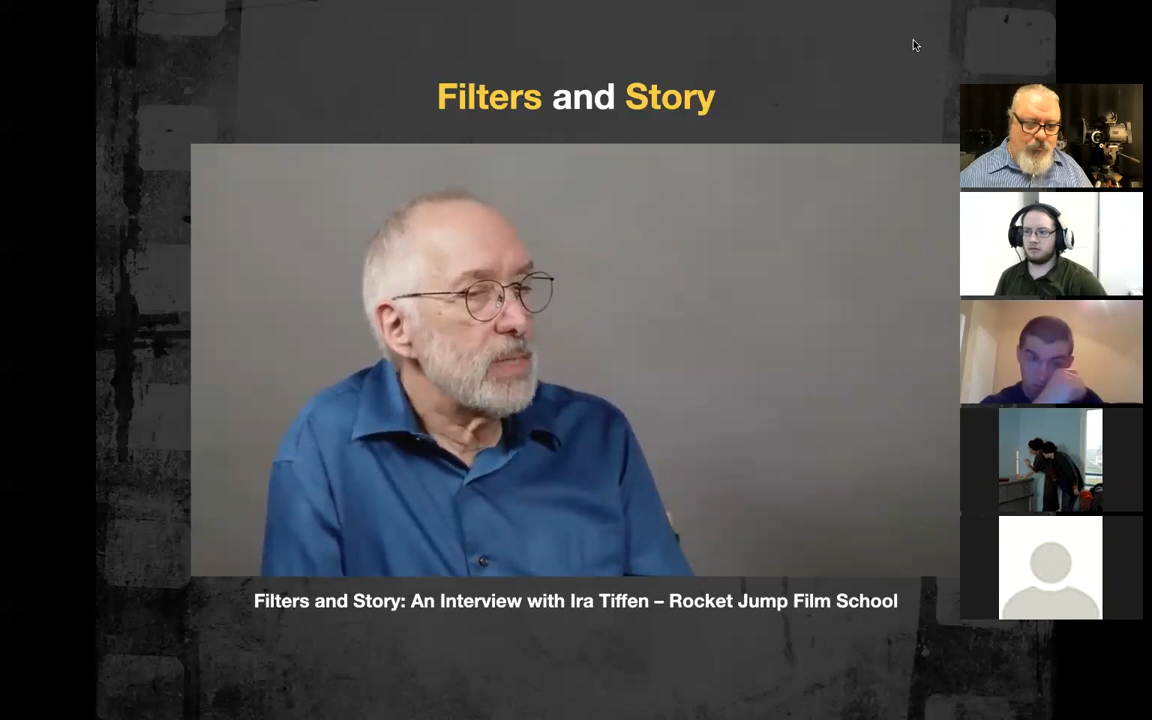 Filters and Story
Filters and Story: An Interview with Ira Tiffen – Rocket Jump Film School